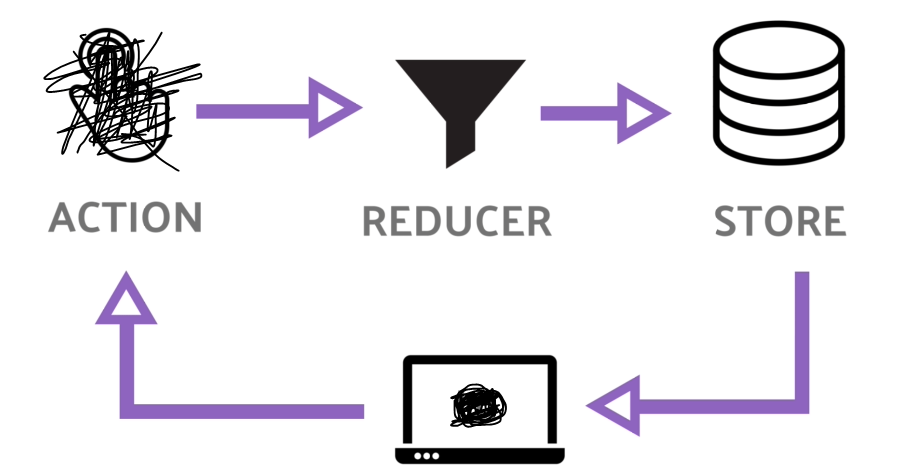 ACTION
REDUCER
STORE